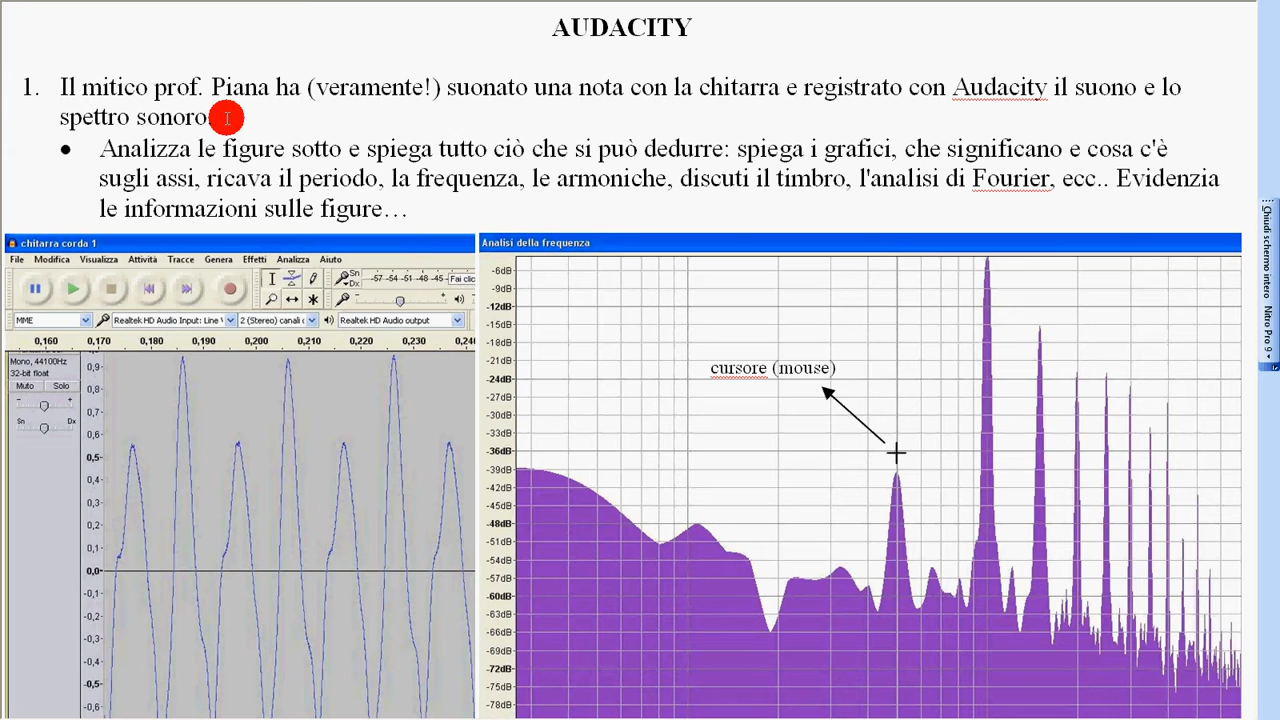 AUDACITY
1. Il mitico prof. Piana ha (veramente!) suonato una nota con la chitarra e registrato con Audacity il suono e lo
spettro sonoro.
• Analizza le figure sotto e spiega tutto ciò che si può dedurre: spiega i grafici, che significano e cosa c'è
sugli assi, ricava il periodo, la frequenza, le armoniche, discuti il timbro, l'analisi di Fourier, ecc.. Evidenzia
le informazioni sulle figure…
chitarra corda 1
File Modifica Visualizza Attività Tracce Genera Effetti Analizza Aiuto
Sn
Dx
-57 -54 -51 -48 -45 Fai clic
- +
MME Realtek HD Audio Input: Line 2 (Stereo) canali Realtek HD Audio output
0,160 0,170 0,180 0,190 0,200 0,210 0,220 0,230
Mono, 44100Hz
32-bit float
Muto Solo
- +
Sn Dx
0,9
0,8
0,7
0,6
0,5
0,4
0,3
0,2
0,1
0,0
-0,1
-0,2
-0,3
-0,4
-0,5
-0,6
Analisi della frequenza
-6dB
-9dB
-12dB
-15dB
-18dB
-21dB
-24dB
-27dB
-30dB
-33dB
-36dB
-39dB
-42dB
-45dB
-48dB
-51dB
-54dB
-57dB
-60dB
-63dB
-66dB
-69dB
-72dB
-75dB
-78dB
cursore (mouse)
Chiudi schermo intero - Nitro Pro 9